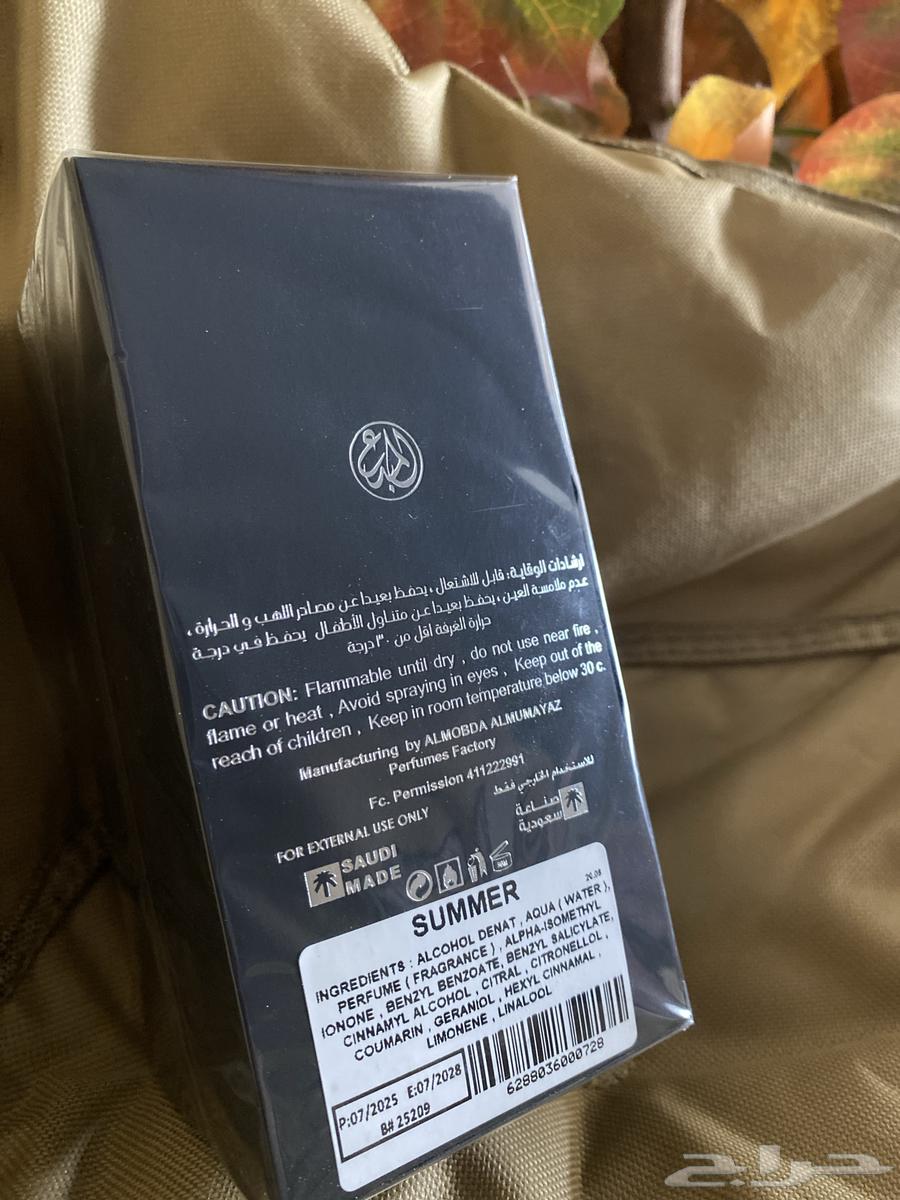 المبدع
ارشادات الوقاية: قابل للاشتعال ، يحفظ بعيدا عن مصادر اللهب و الحرارة ،
عدم ملامسة العين ، يحفظ بعيدا عن متناول الأطفال يحفظ في درجة
حرارة الغرفة اقل من ٣٠ درجة
CAUTION: Flammable until dry , do not use near fire ,
flame or heat , Avoid spraying in eyes , Keep out of the
reach of children , Keep in room temperature below 30 c.
Manufacturing by ALMOBDA ALMUMAYAZ
Perfumes Factory
Fc. Permission 411222991
للاستخدام الخارجي فقط
FOR EXTERNAL USE ONLY
صناعة
سعودية
SAUDI
MADE
SUMMER
INGREDIENTS : ALCOHOL DENAT , AQUA ( WATER ),
PERFUME ( FRAGRANCE ) , ALPHA-ISOMETHYL
IONONE , BENZYL BENZOATE, BENZYL SALICYLATE,
CINNAMYL ALCOHOL , CITRAL , CITRONELLOL ,
COUMARIN , GERANIOL , HEXYL CINNAMAL ,
LIMONENE , LINALOOL
P:07/2025 E:07/2028
B# 25209
6288036000728
حراج